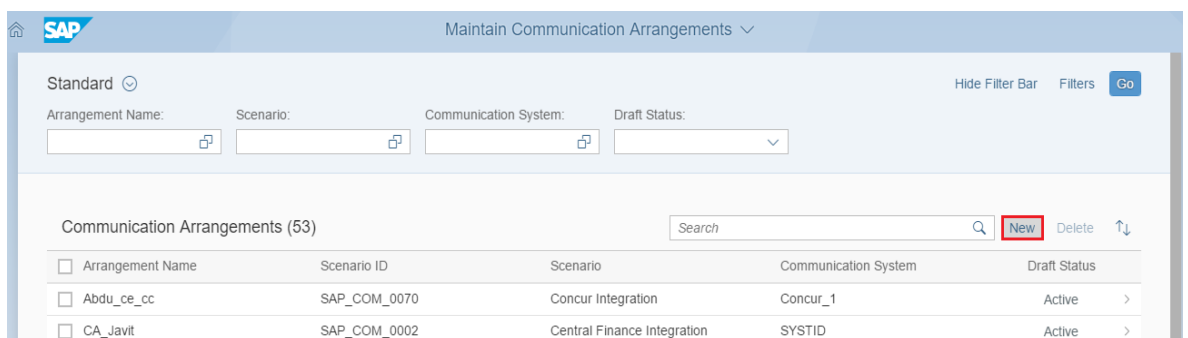 SAP Maintain Communication Arrangements
Standard Hide Filter Bar Filters Go
Arrangement Name: Scenario: Communication System: Draft Status:
Communication Arrangements (53) Search New Delete
Arrangement Name Scenario ID Scenario Communication System Draft Status
Abdu_ce_cc SAP_COM_0070 Concur Integration Concur_1 Active
CA_Javit SAP_COM_0002 Central Finance Integration SYSTID Active